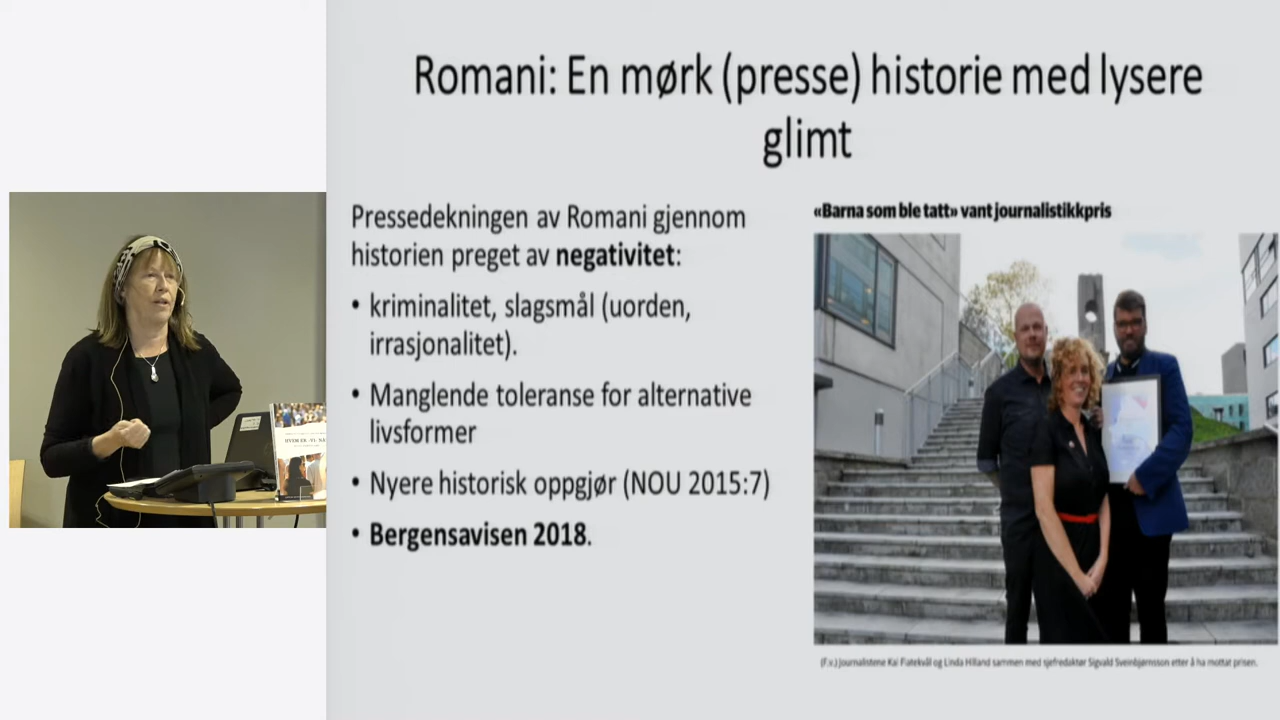 Romani: En mørk (presse) historie med lysere
glimt
Pressedekningen av Romani gjennom
historien preget av negativitet:
• kriminalitet, slagsmål (uorden,
irrasjonalitet).
• Manglende toleranse for alternative
livsformer
• Nyere historisk oppgjør (NOU 2015:7)
• Bergensavisen 2018.
«Barna som ble tatt» vant journalistikkpris
(F.v.) Journalistene Kai Flatekvål og Linda Hilland sammen med sjefredaktør Sigvald Sveinbjørnsson etter å ha mottat prisen.